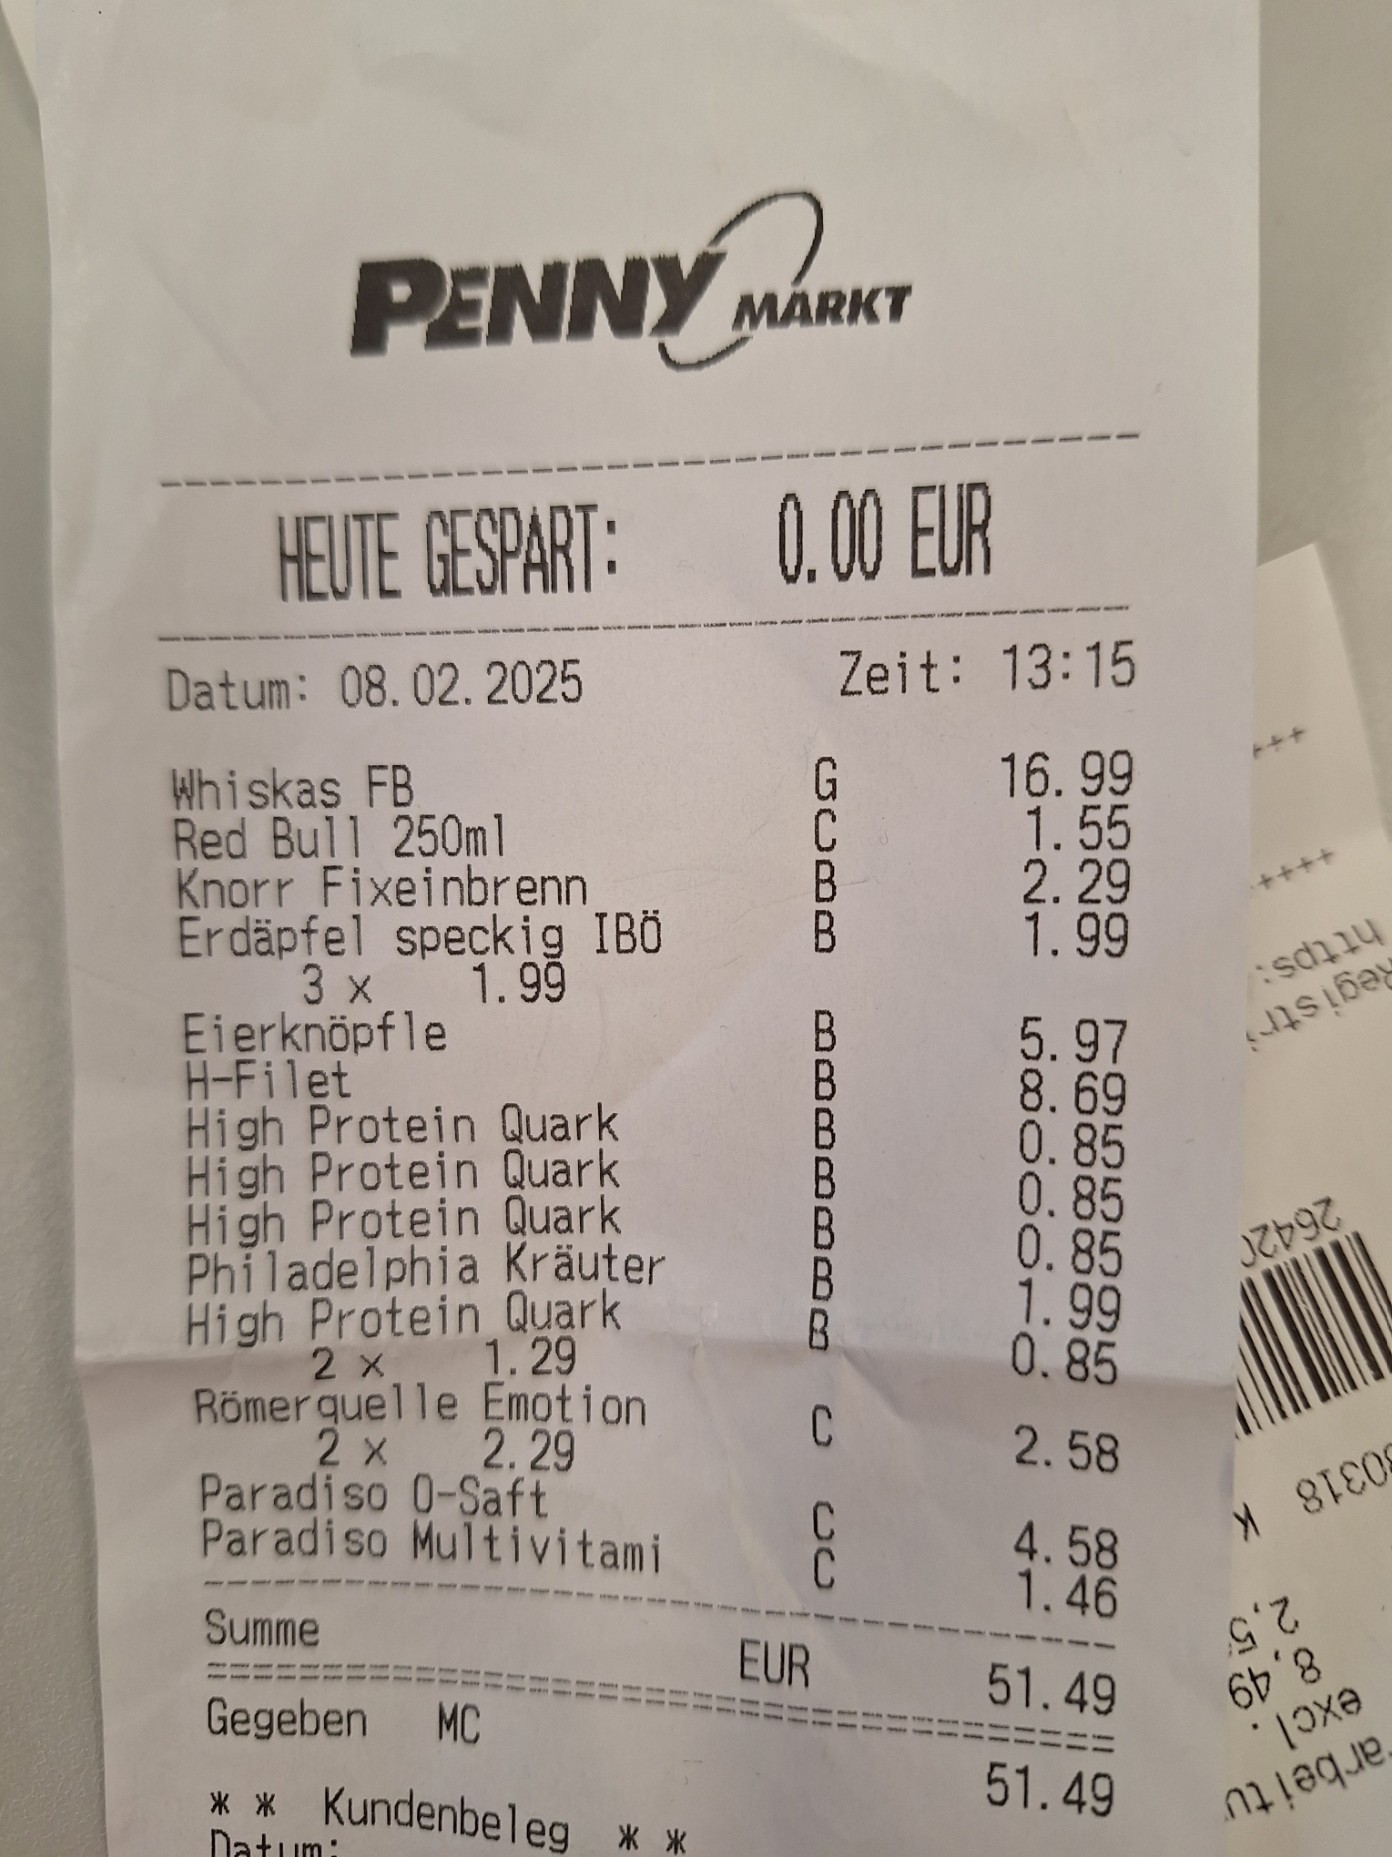 PENNY MARKT
HEUTE GESPART: 0.00 EUR
Datum: 08.02.2025 Zeit: 13:15
Whiskas FB G 16.99
Red Bull 250ml C 1.55
Knorr Fixeinbrenn B 2.29
Erdäpfel speckig IBÖ B 1.99
3 x 1.99
Eierknöpfle B 5.97
H-Filet B 8.69
High Protein Quark B 0.85
High Protein Quark B 0.85
High Protein Quark B 0.85
Philadelphia Kräuter B 1.99
High Protein Quark B 0.85
2 x 1.29
Römerquelle Emotion C 2.58
2 x 2.29
Paradiso O-Saft C 4.58
Paradiso Multivitami C 1.46
Summe EUR 51.49
Gegeben MC 51.49
* * Kundenbeleg * *
Datum:
+++
++++
https:
2642
80318 K
2,5
8,49
excl.